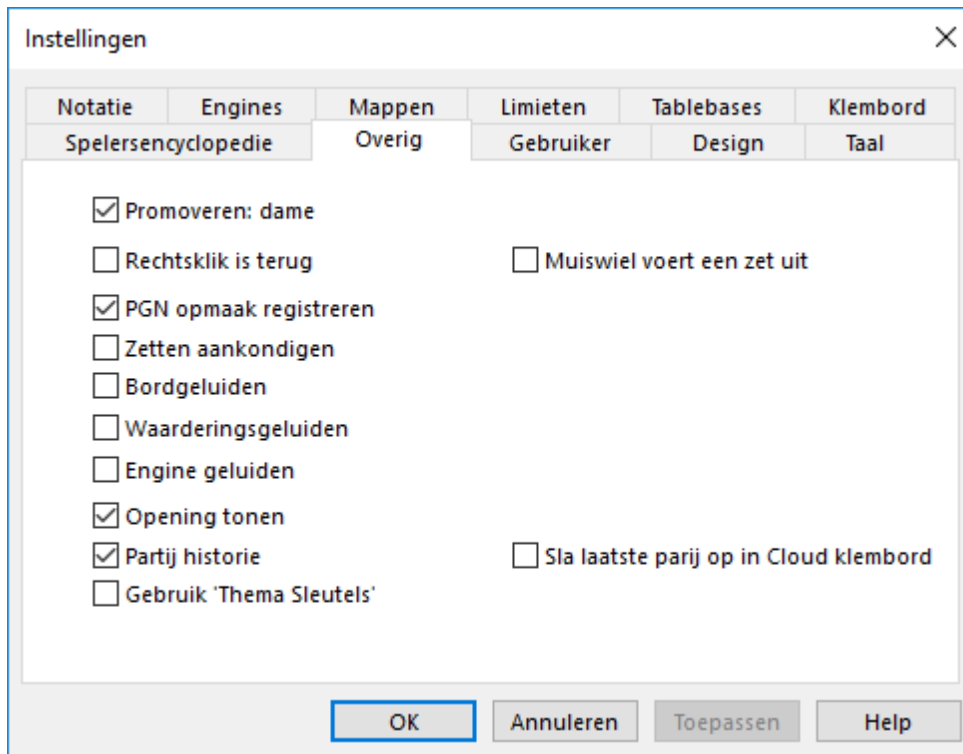 Instellingen
Notatie Engines Mappen Limieten Tablebases Klembord
Spelersencyclopedie Overig Gebruiker Design Taal
Promoveren: dame
Rechtsklik is terug Muiswiel voert een zet uit
PGN opmaak registreren
Zetten aankondigen
Bordgeluiden
Waarderingsgeluiden
Engine geluiden
Opening tonen
Partij historie Sla laatste parij op in Cloud klembord
Gebruik 'Thema Sleutels'
OK Annuleren Toepassen Help